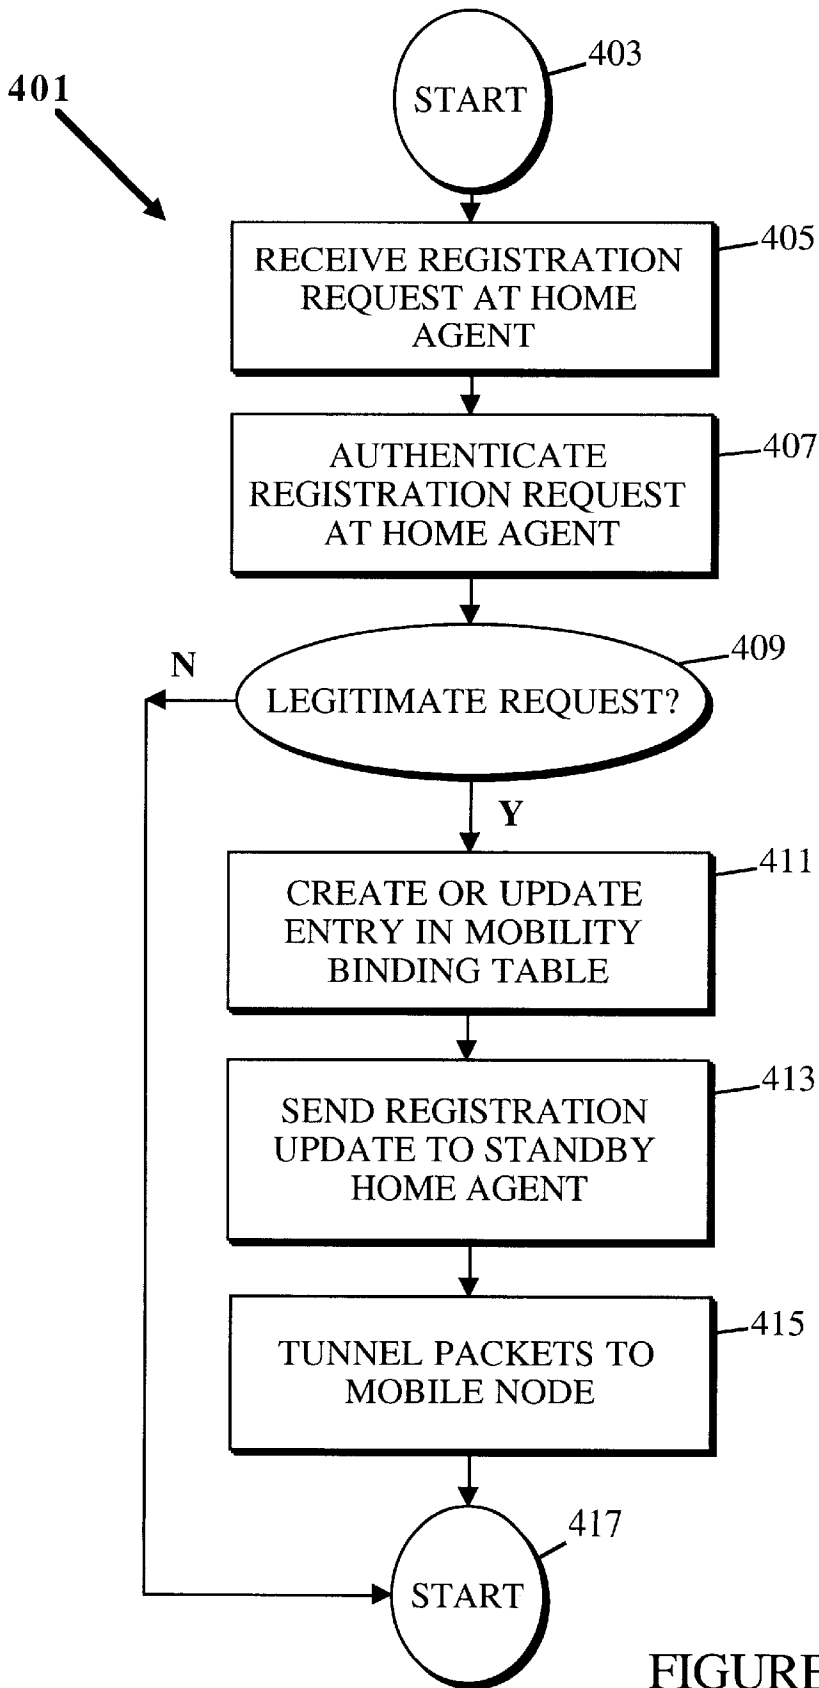 403
401
START
405
RECEIVE REGISTRATION
REQUEST AT HOME
AGENT
407
AUTHENTICATE
REGISTRATION REQUEST
AT HOME AGENT
409
N
LEGITIMATE REQUEST?
Y
411
CREATE OR UPDATE
ENTRY IN MOBILITY
BINDING TABLE
413
SEND REGISTRATION
UPDATE TO STANDBY
HOME AGENT
415
TUNNEL PACKETS TO
MOBILE NODE
417
START
FIGURE